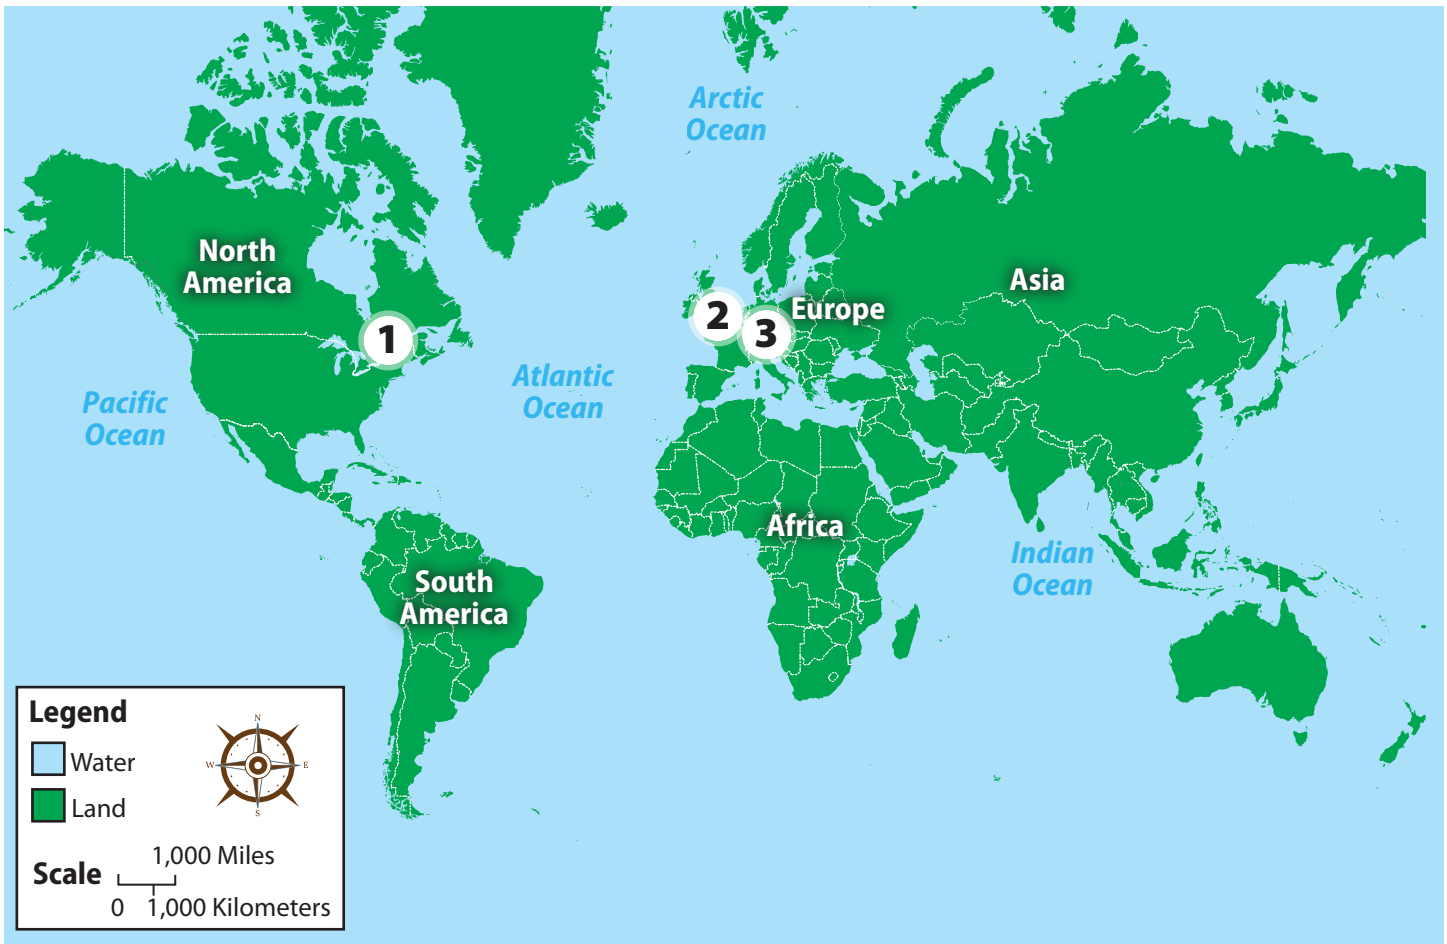 Arctic
Ocean
North
America
Asia
1
2
3
Europe
Atlantic
Ocean
Pacific
Ocean
Africa
Indian
Ocean
South
America
Legend
Water
Land
N
W
E
S
1,000 Miles
Scale
0 1,000 Kilometers